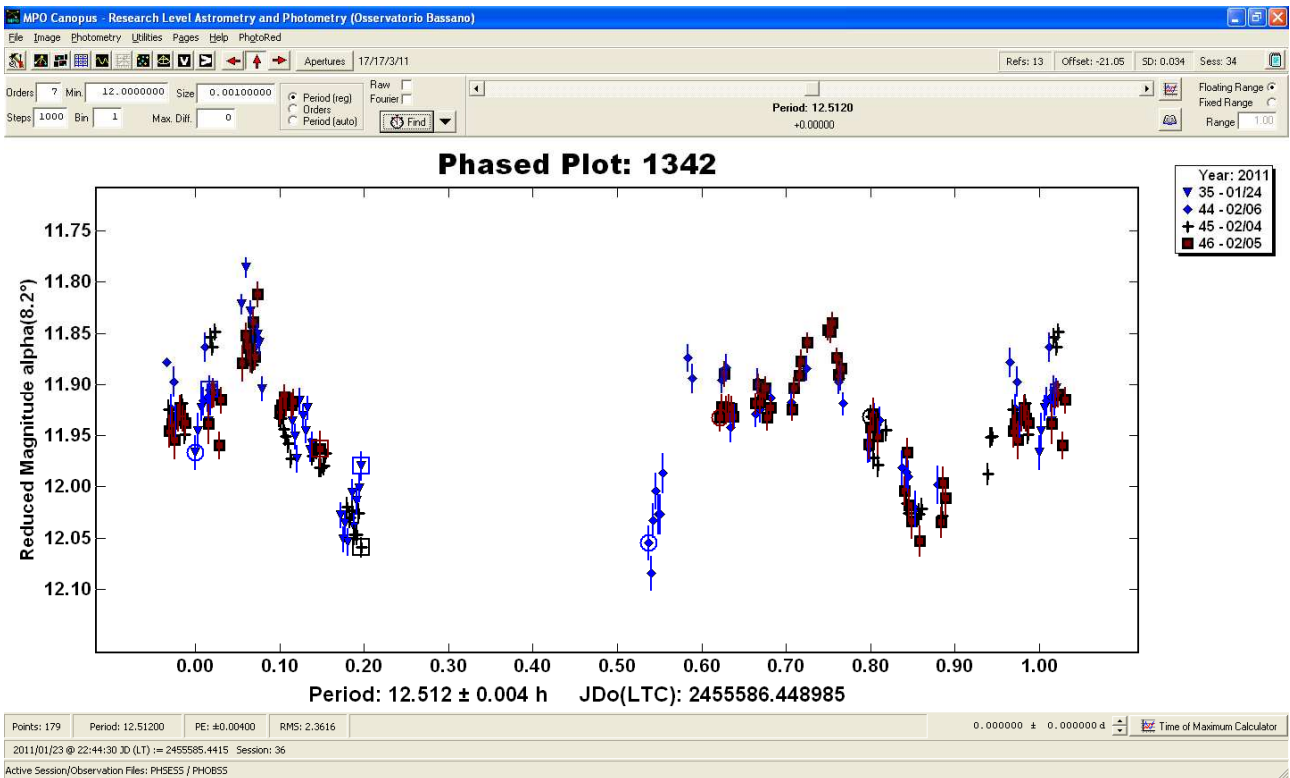 MPO Canopus - Research Level Astrometry and Photometry (Osservatorio Bassano)
File Image Photometry Utilities Pages Help PhotoRed
Apertures 17/17/3/11 Refs: 13 Offset: -21.05 SD: 0.034 Sess: 34
Orders 7 Min. 12.0000000 Size 0.00100000
Steps 1000 Bin 1 Max. Diff. 0
Period (reg)
Orders
Period (auto)
Raw
Fourier
Find
Period: 12.5120
+0.00000
Floating Range
Fixed Range
Range 1.00
Phased Plot: 1342
Year: 2011
35 - 01/24
44 - 02/06
45 - 02/04
46 - 02/05
Reduced Magnitude alpha(8.2°)
11.75
11.80
11.85
11.90
11.95
12.00
12.05
12.10
0.00 0.10 0.20 0.30 0.40 0.50 0.60 0.70 0.80 0.90 1.00
Period: 12.512 ± 0.004 h JDo(LTC): 2455586.448985
Points: 179 Period: 12.51200 PE: ±0.00400 RMS: 2.3616 0.000000 ± 0.000000 d Time of Maximum Calculator
2011/01/23 @ 22:44:30 JD (LT) := 2455585.4415 Session: 36
Active Session/Observation Files: PHSESS / PHOBSS